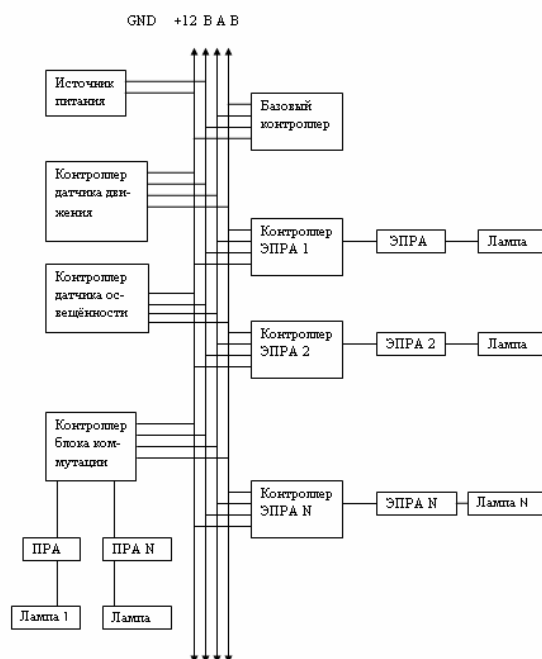 GND +12 В А В
Источник
питания
Базовый
контроллер
Контроллер
датчика дви-
жения
Контроллер
ЭПРА 1
ЭПРА
Лампа
Контроллер
датчика ос-
вещённости
Контроллер
ЭПРА 2
ЭПРА 2
Лампа
Контроллер
блока ком-
мутации
Контроллер
ЭПРА N
ЭПРА N
Лампа N
ПРА
ПРА N
Лампа 1
Лампа